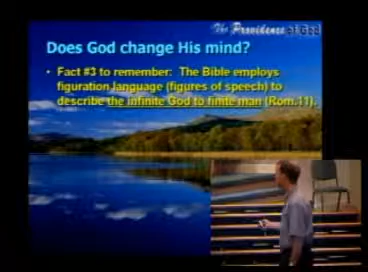 The Providence of God
Does God change His mind?
• Fact #3 to remember: The Bible employs
figuration language (figures of speech) to
describe the infinite God to finite man (Rom.11).